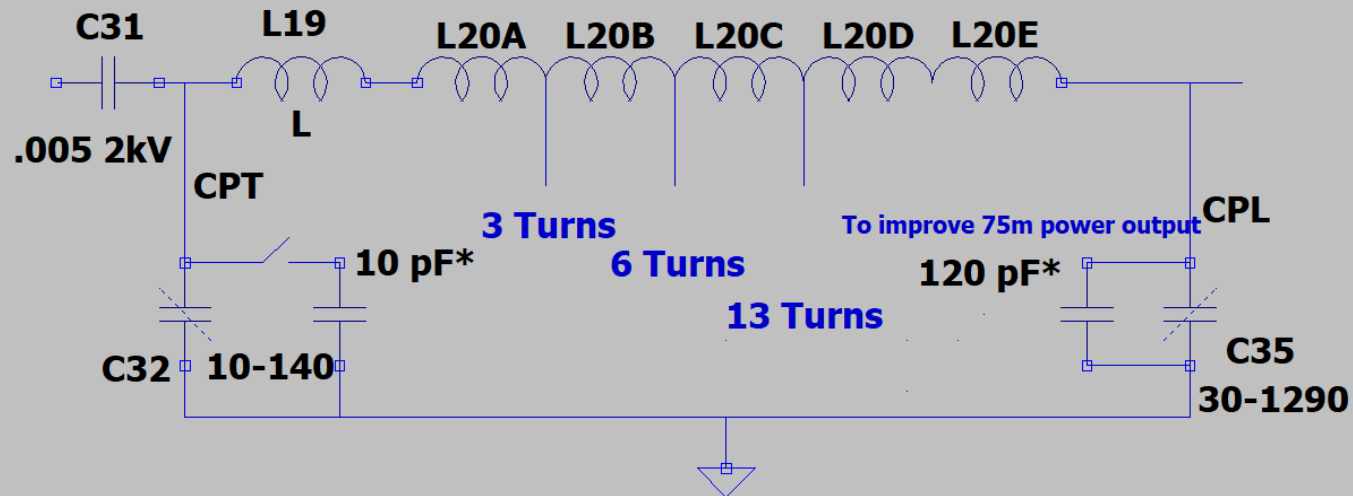 C31
L19
L20A
L20B
L20C
L20D
L20E
L
.005 2kV
CPT
3 Turns
6 Turns
13 Turns
To improve 75m power output
CPL
10 pF*
120 pF*
C32
10-140
C35
30-1290